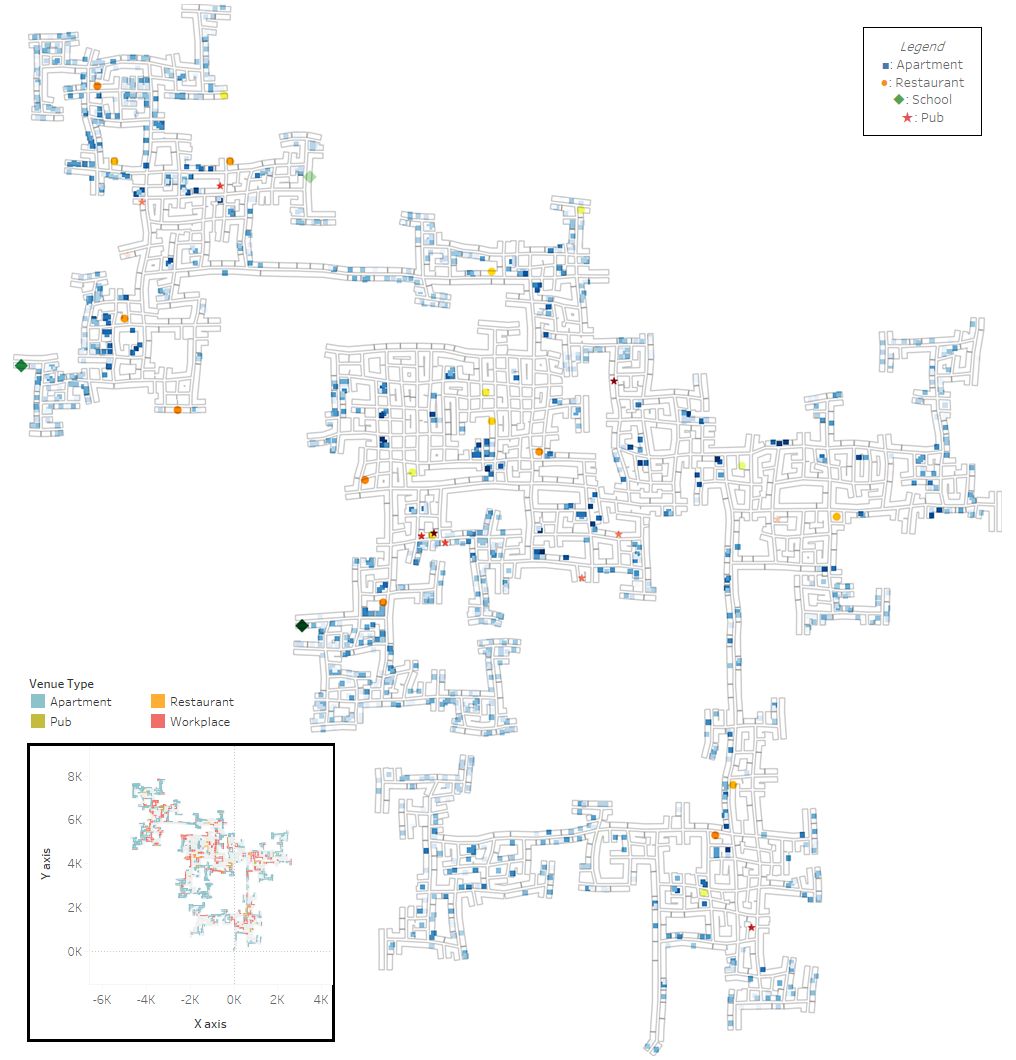 Legend
■: Apartment
●: Restaurant
◆: School
★: Pub
Venue Type
Apartment Restaurant
Pub Workplace
8K
6K
4K
2K
0K
Y axis
-6K -4K -2K 0K 2K 4K
X axis